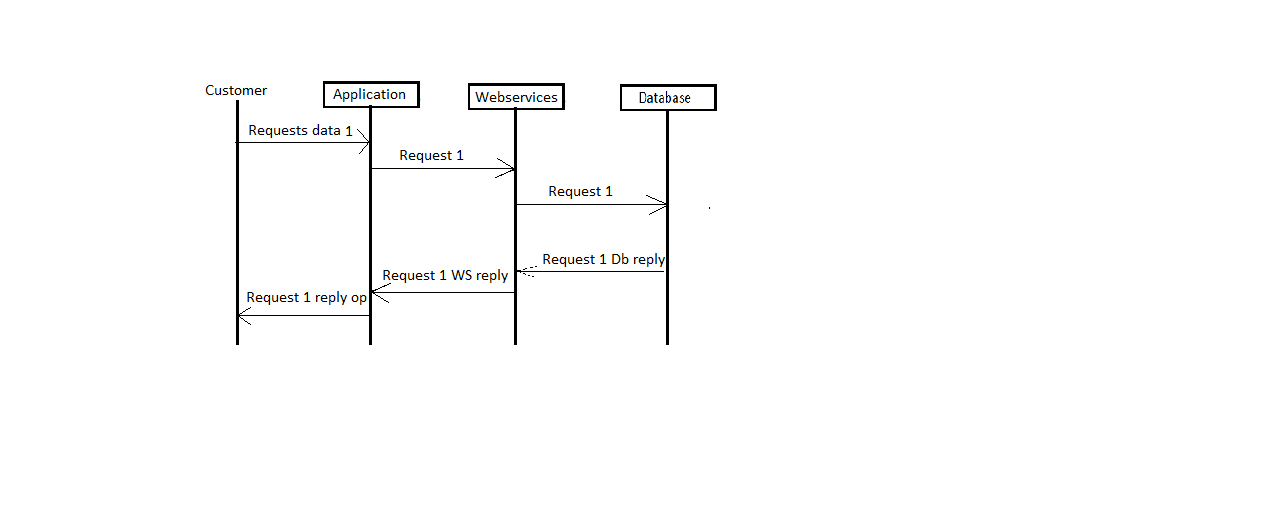 Customer
Application
Webservices
Database
Requests data 1
Request 1
Request 1
Request 1 Db reply
Request 1 WS reply
Request 1 reply op